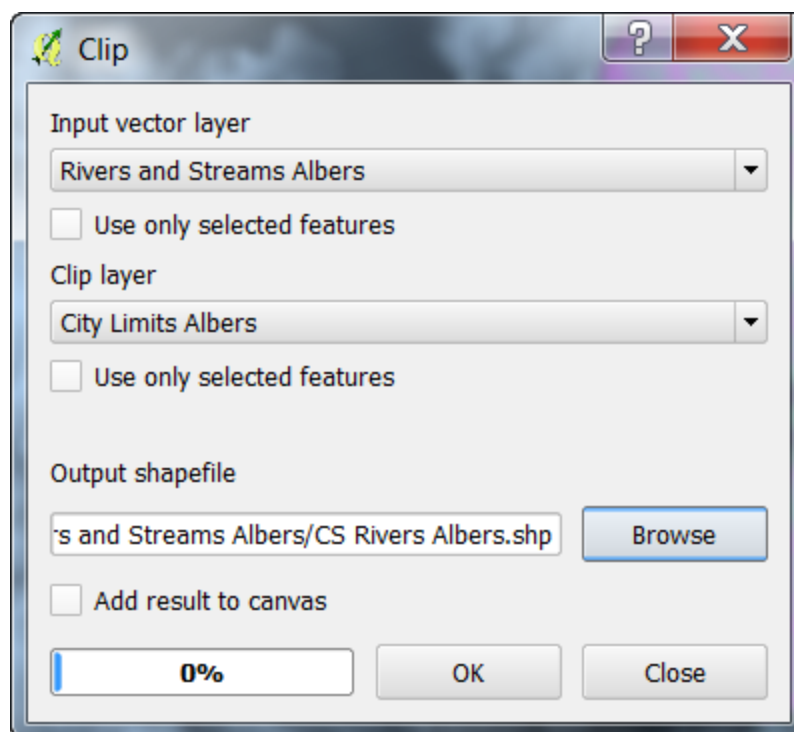 Clip
Input vector layer
Rivers and Streams Albers
Use only selected features
Clip layer
City Limits Albers
Use only selected features
Output shapefile
rs and Streams Albers/CS Rivers Albers.shp
Browse
Add result to canvas
0%
OK
Close